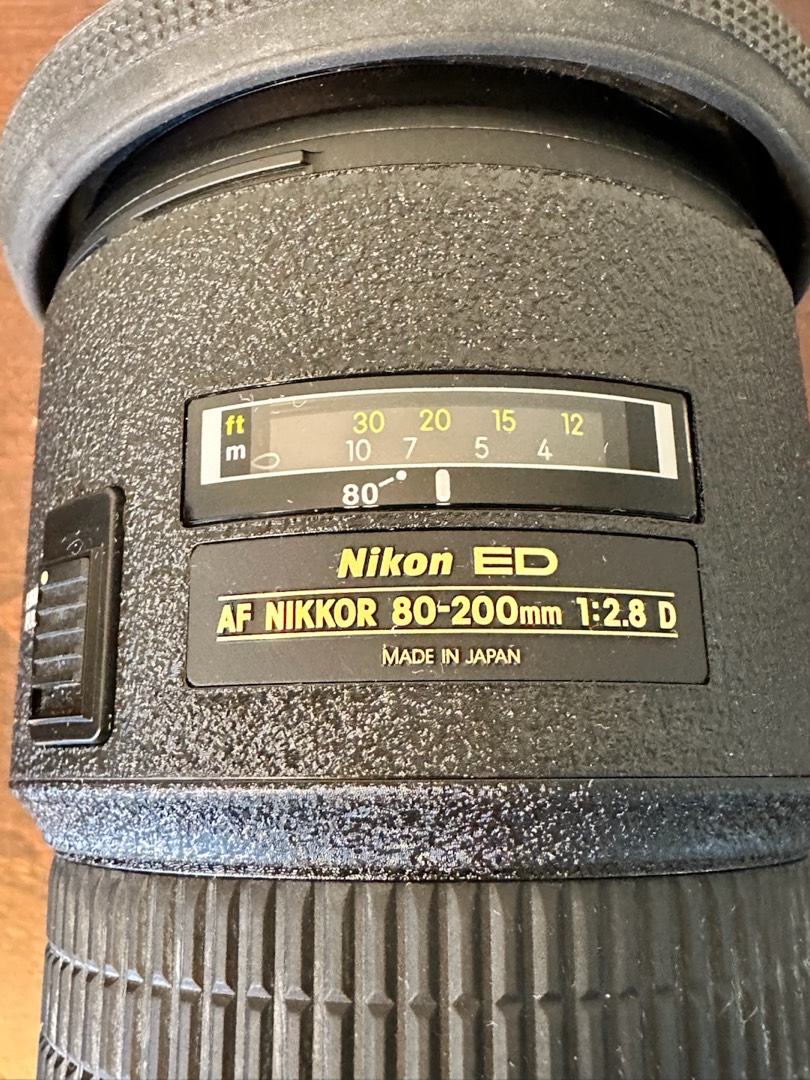 ft 30 20 15 12
m 10 7 5 4
80
Nikon ED
AF NIKKOR 80-200mm 1:2.8 D
MADE IN JAPAN